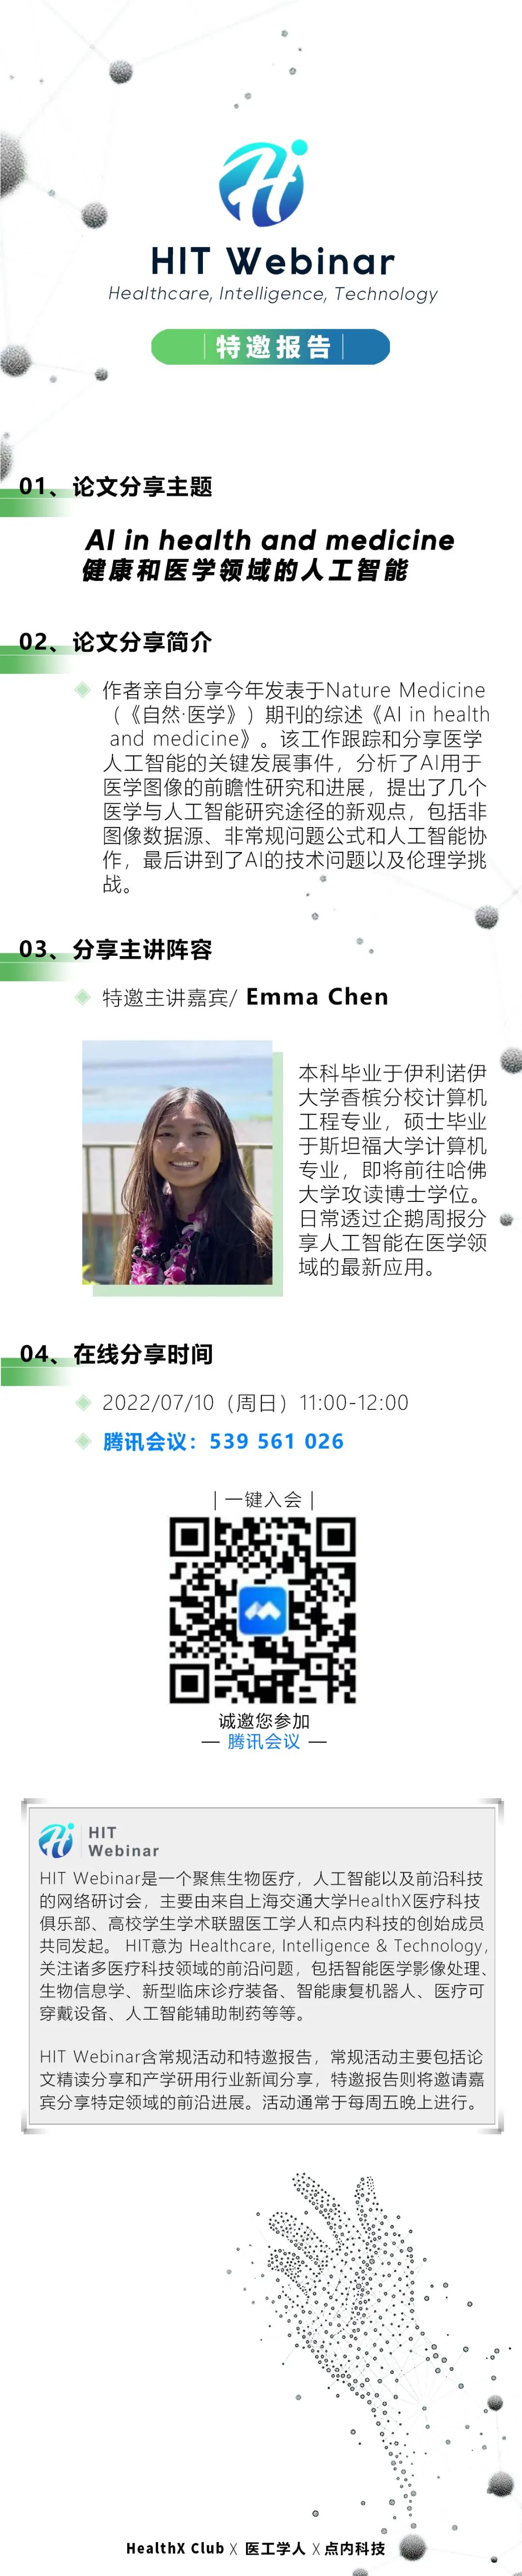 HIT Webinar
Healthcare, Intelligence, Technology
特邀报告
01、论文分享主题
AI in health and medicine
健康和医学领域的人工智能
02、论文分享简介
作者亲自分享今年发表于Nature Medicine
（《自然·医学》）期刊的综述《AI in health
and medicine》。该工作跟踪和分享医学
人工智能的关键发展事件，分析了AI用于
医学图像的前瞻性研究和进展，提出了几个
医学与人工智能研究途径的新观点，包括非
图像数据源、非常规问题公式和人工智能协
作，最后讲到了AI的技术问题以及伦理学挑
战。
03、分享主讲阵容
特邀主讲嘉宾/ Emma Chen
本科毕业于伊利诺伊
大学香槟分校计算机
工程专业，硕士毕业
于斯坦福大学计算机
专业，即将前往哈佛
大学攻读博士学位。
日常透过企鹅周报分
享人工智能在医学领
域的最新应用。
04、在线分享时间
2022/07/10（周日）11:00-12:00
腾讯会议：539 561 026
| 一键入会 |
诚邀您参加
— 腾讯会议 —
HIT
Webinar
HIT Webinar是一个聚焦生物医疗，人工智能以及前沿科技
的网络研讨会，主要由来自上海交通大学HealthX医疗科技
俱乐部、高校学生学术联盟医工学人和点内科技的创始成员
共同发起。 HIT意为 Healthcare, Intelligence & Technology，
关注诸多医疗科技领域的前沿问题，包括智能医学影像处理、
生物信息学、新型临床诊疗装备、智能康复机器人、医疗可
穿戴设备、人工智能辅助制药等等。
HIT Webinar含常规活动和特邀报告，常规活动主要包括论
文精读分享和产学研用行业新闻分享，特邀报告则将邀请嘉
宾分享特定领域的前沿进展。活动通常于每周五晚上进行。
HealthX Club X 医工学人 X 点内科技